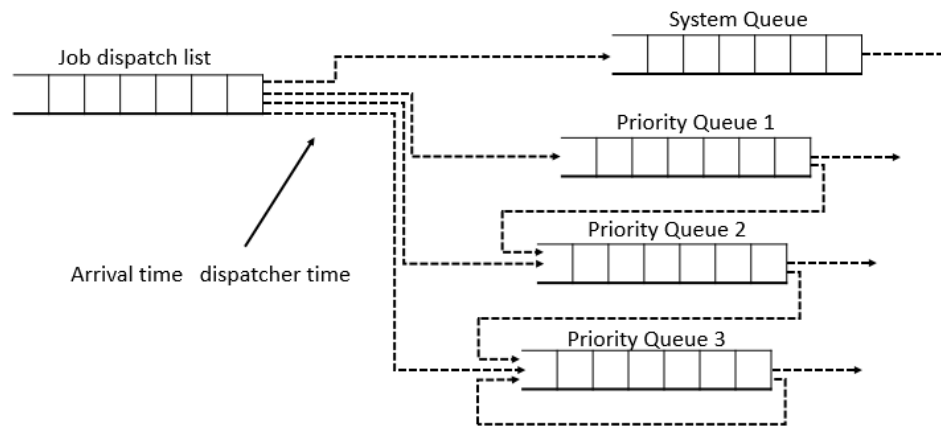 System Queue
Job dispatch list
Priority Queue 1
Priority Queue 2
Arrival time dispatcher time
Priority Queue 3